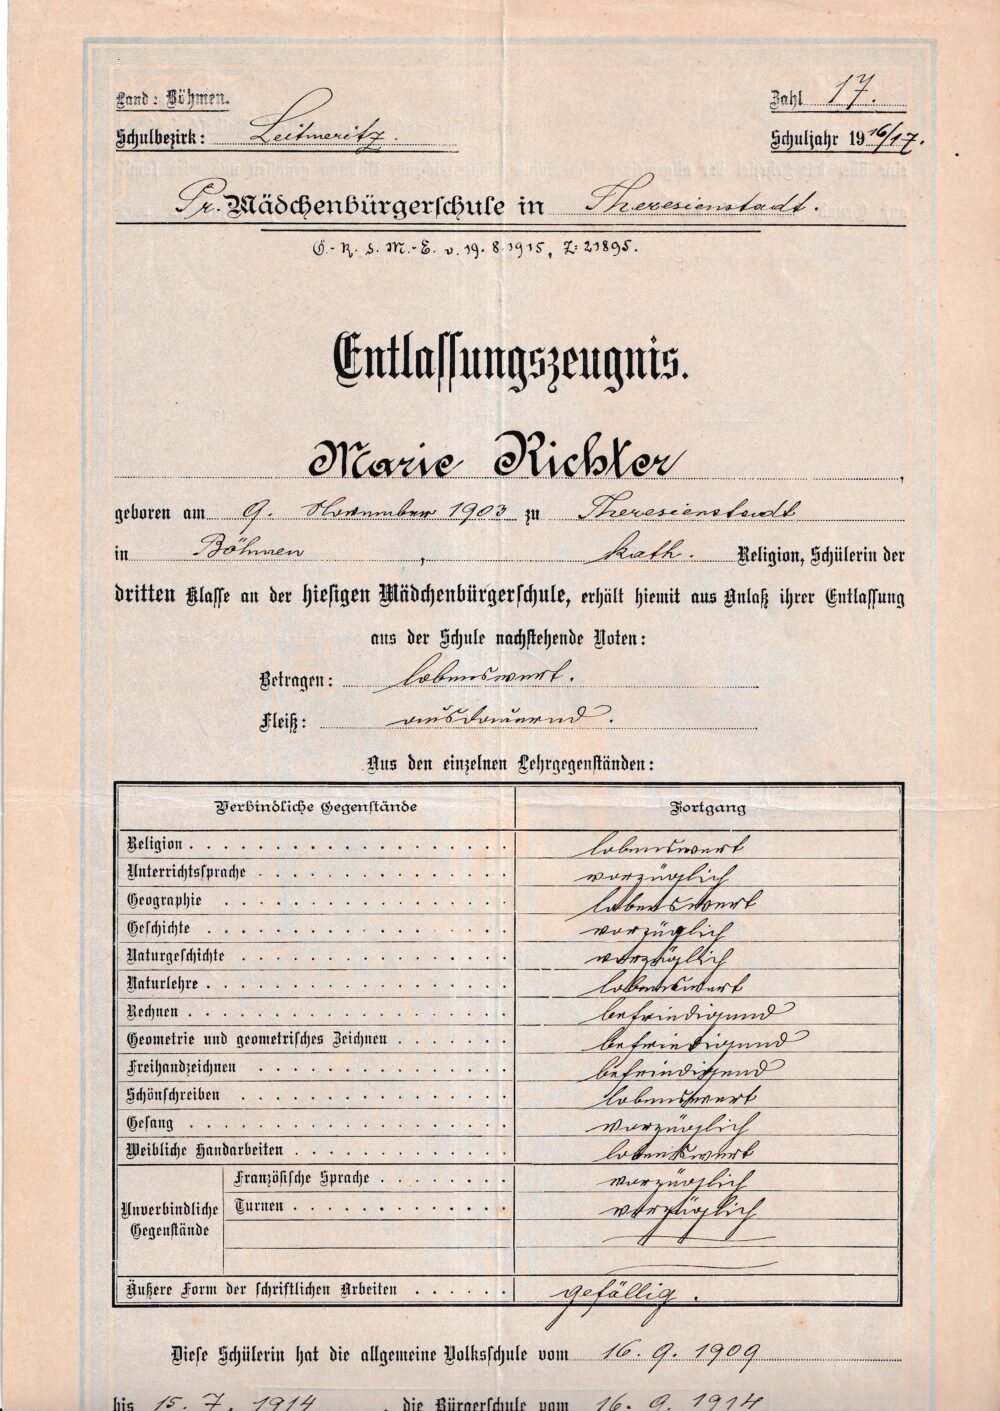 Land: Böhmen.
Zahl 17.
Schulbezirk: Leitmeritz.
Schuljahr 1916/17.
Pr. Mädchenbürgerschule in Theresienstadt.
Ö.-R. S. M.-E. v. 19. 8. 1915, Z: 21895.
Entlassungszeugnis.
Marie Richter,
geboren am 9. November 1903 zu Theresienstadt
in Böhmen, kath. Religion, Schülerin der
dritten Klasse an der hiesigen Mädchenbürgerschule, erhält hiemit aus Anlaß ihrer Entlassung
aus der Schule nachstehende Noten:
Betragen: lobenswert.
Fleiß: ausdauernd.
Aus den einzelnen Lehrgegenständen:
Verbindliche Gegenstände Fortgang
Religion lobenswert
Unterrichtssprache vorzüglich
Geographie lobenswert
Geschichte vorzüglich
Naturgeschichte vorzüglich
Naturlehre lobenswert
Rechnen befriedigend
Geometrie und geometrisches Zeichnen befriedigend
Freihandzeichnen befriedigend
Schönschreiben lobenswert
Gesang vorzüglich
Weibliche Handarbeiten lobenswert
Unverbindliche Gegenstände
Französische Sprache vorzüglich
Turnen vorzüglich
Äußere Form der schriftlichen Arbeiten gefällig.
Diese Schülerin hat die allgemeine Volksschule vom 16. 9. 1909
bis 15. 7. 1914, die Bürgerschule vom 16. 9. 1914